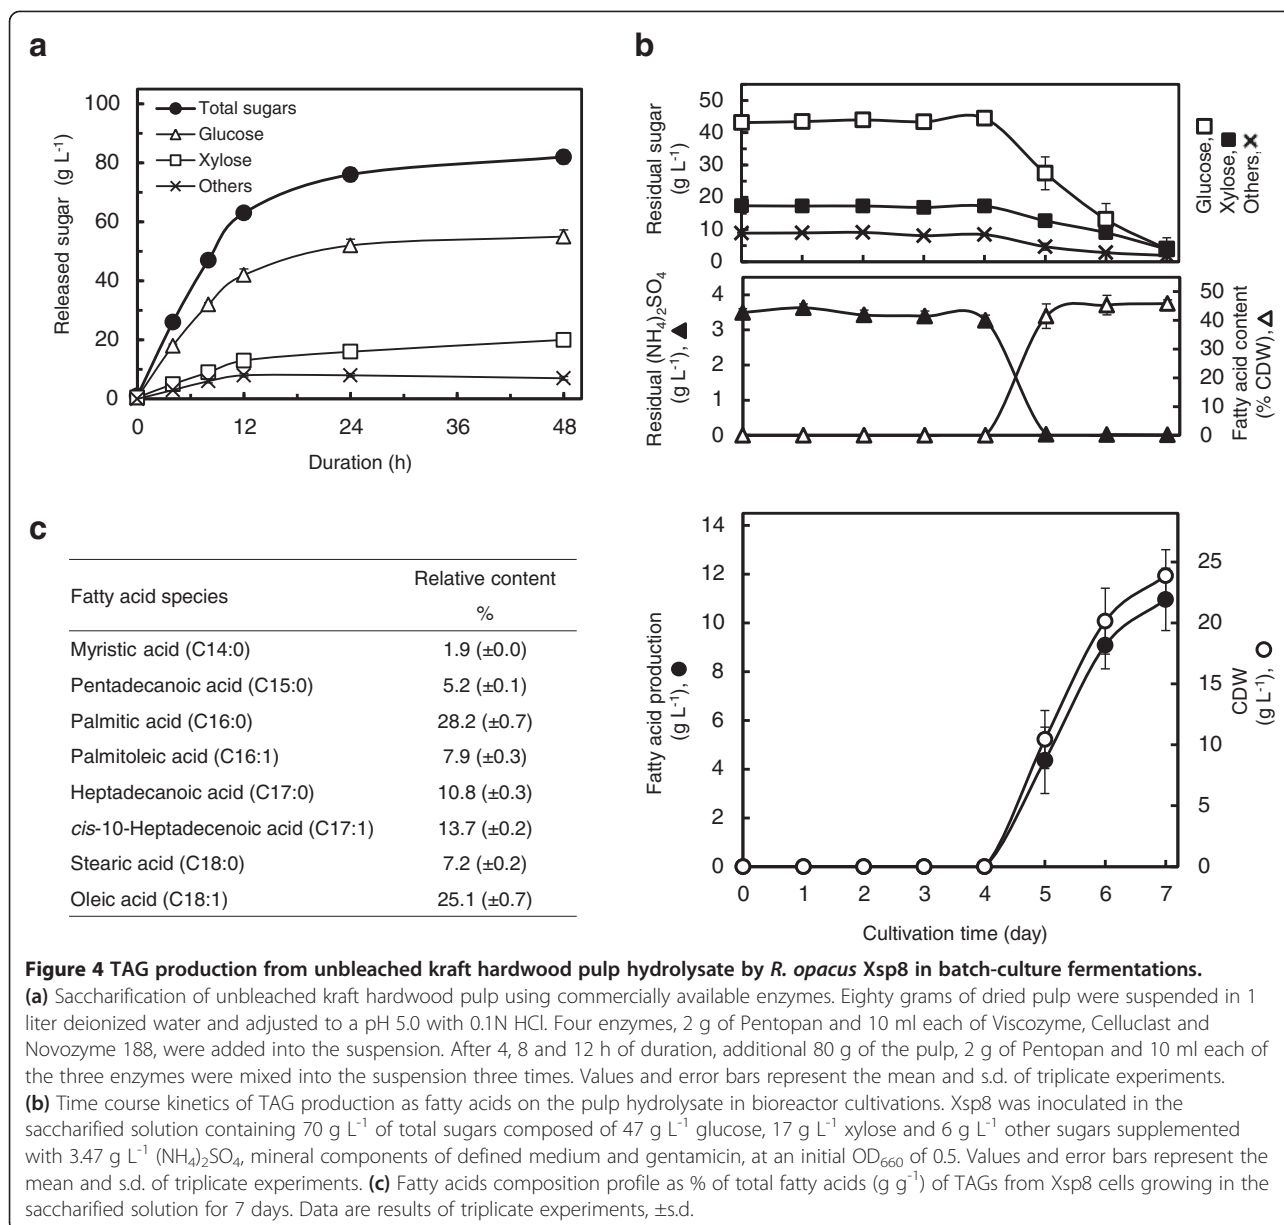 a
100
80
60
40
20
0
Released sugar (g L-1)
Total sugars
Glucose
Xylose
Others
0 12 24 36 48
Duration (h)
b
50
40
30
20
10
0
Residual sugar
(g L-1)
Glucose,
Xylose,
Others,
4
3
2
1
0
Residual (NH4)2SO4
(g L-1),
50
40
30
20
10
0
Fatty acid content
(% CDW),
14
12
10
8
6
4
2
0
Fatty acid production
(g L-1),
25
20
15
10
5
0
CDW
(g L-1),
0 1 2 3 4 5 6 7
Cultivation time (day)
c
Fatty acid species Relative content
%
Myristic acid (C14:0) 1.9 (±0.0)
Pentadecanoic acid (C15:0) 5.2 (±0.1)
Palmitic acid (C16:0) 28.2 (±0.7)
Palmitoleic acid (C16:1) 7.9 (±0.3)
Heptadecanoic acid (C17:0) 10.8 (±0.3)
cis-10-Heptadecenoic acid (C17:1) 13.7 (±0.2)
Stearic acid (C18:0) 7.2 (±0.2)
Oleic acid (C18:1) 25.1 (±0.7)
Figure 4 TAG production from unbleached kraft hardwood pulp hydrolysate by R. opacus Xsp8 in batch-culture fermentations.
(a) Saccharification of unbleached kraft hardwood pulp using commercially available enzymes. Eighty grams of dried pulp were suspended in 1
liter deionized water and adjusted to a pH 5.0 with 0.1N HCl. Four enzymes, 2 g of Pentopan and 10 ml each of Viscozyme, Celluclast and
Novozyme 188, were added into the suspension. After 4, 8 and 12 h of duration, additional 80 g of the pulp, 2 g of Pentopan and 10 ml each of
the three enzymes were mixed into the suspension three times. Values and error bars represent the mean and s.d. of triplicate experiments.
(b) Time course kinetics of TAG production as fatty acids on the pulp hydrolysate in bioreactor cultivations. Xsp8 was inoculated in the
saccharified solution containing 70 g L-1 of total sugars composed of 47 g L-1 glucose, 17 g L-1 xylose and 6 g L-1 other sugars supplemented
with 3.47 g L-1 (NH4)2SO4, mineral components of defined medium and gentamicin, at an initial OD660 of 0.5. Values and error bars represent the
mean and s.d. of triplicate experiments. (c) Fatty acids composition profile as % of total fatty acids (g g-1) of TAGs from Xsp8 cells growing in the
saccharified solution for 7 days. Data are results of triplicate experiments, ±s.d.